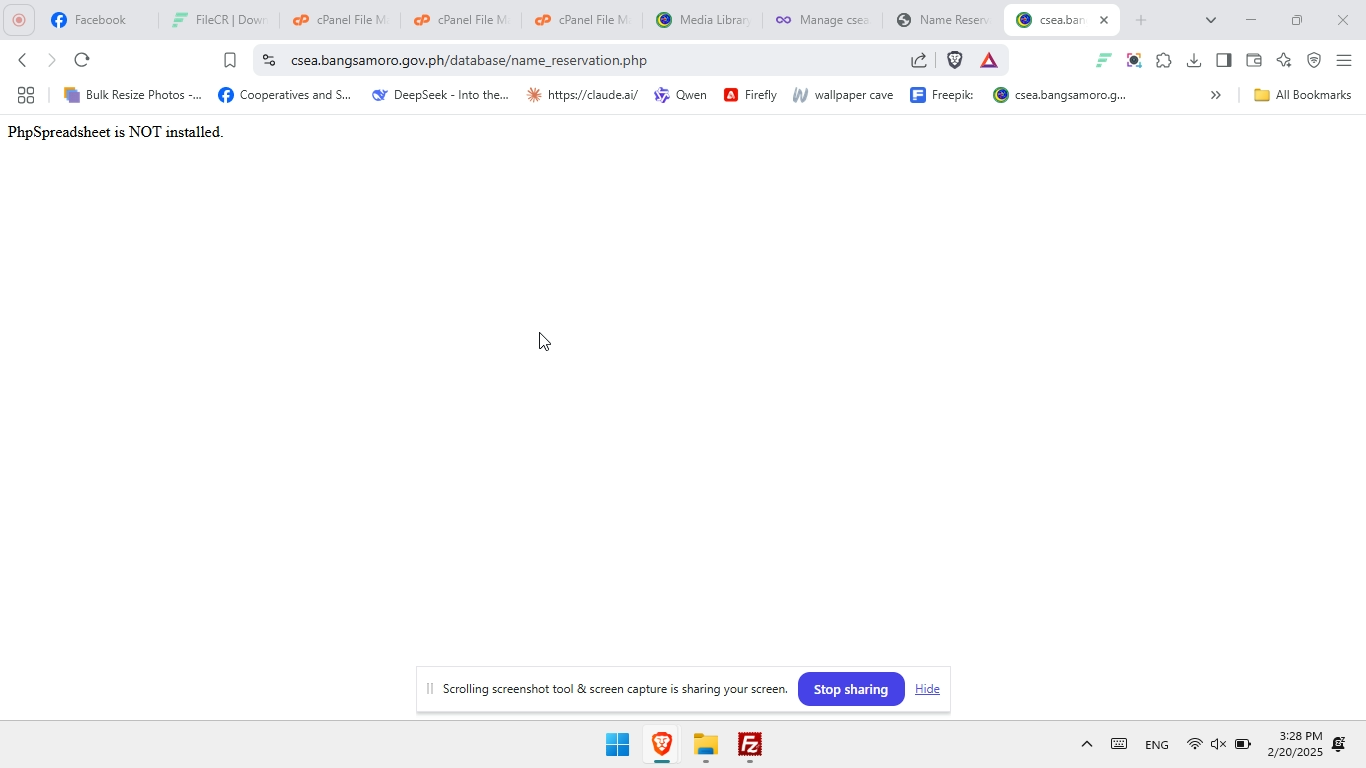 Facebook
FileCR | Down
cPanel File M
cPanel File M
cPanel File Ma
Media Librar
Manage csea
Name Reserv
csea.ban
csea.bangsamoro.gov.ph/database/name_reservation.php
Bulk Resize Photos -...
Cooperatives and S...
DeepSeek - Into the...
https://claude.ai/
Qwen
Firefly
wallpaper cave
Freepik:
csea.bangsamoro.g...
All Bookmarks
PhpSpreadsheet is NOT installed.
Scrolling screenshot tool & screen capture is sharing your screen.
Stop sharing
Hide
ENG
3:28 PM
2/20/2025